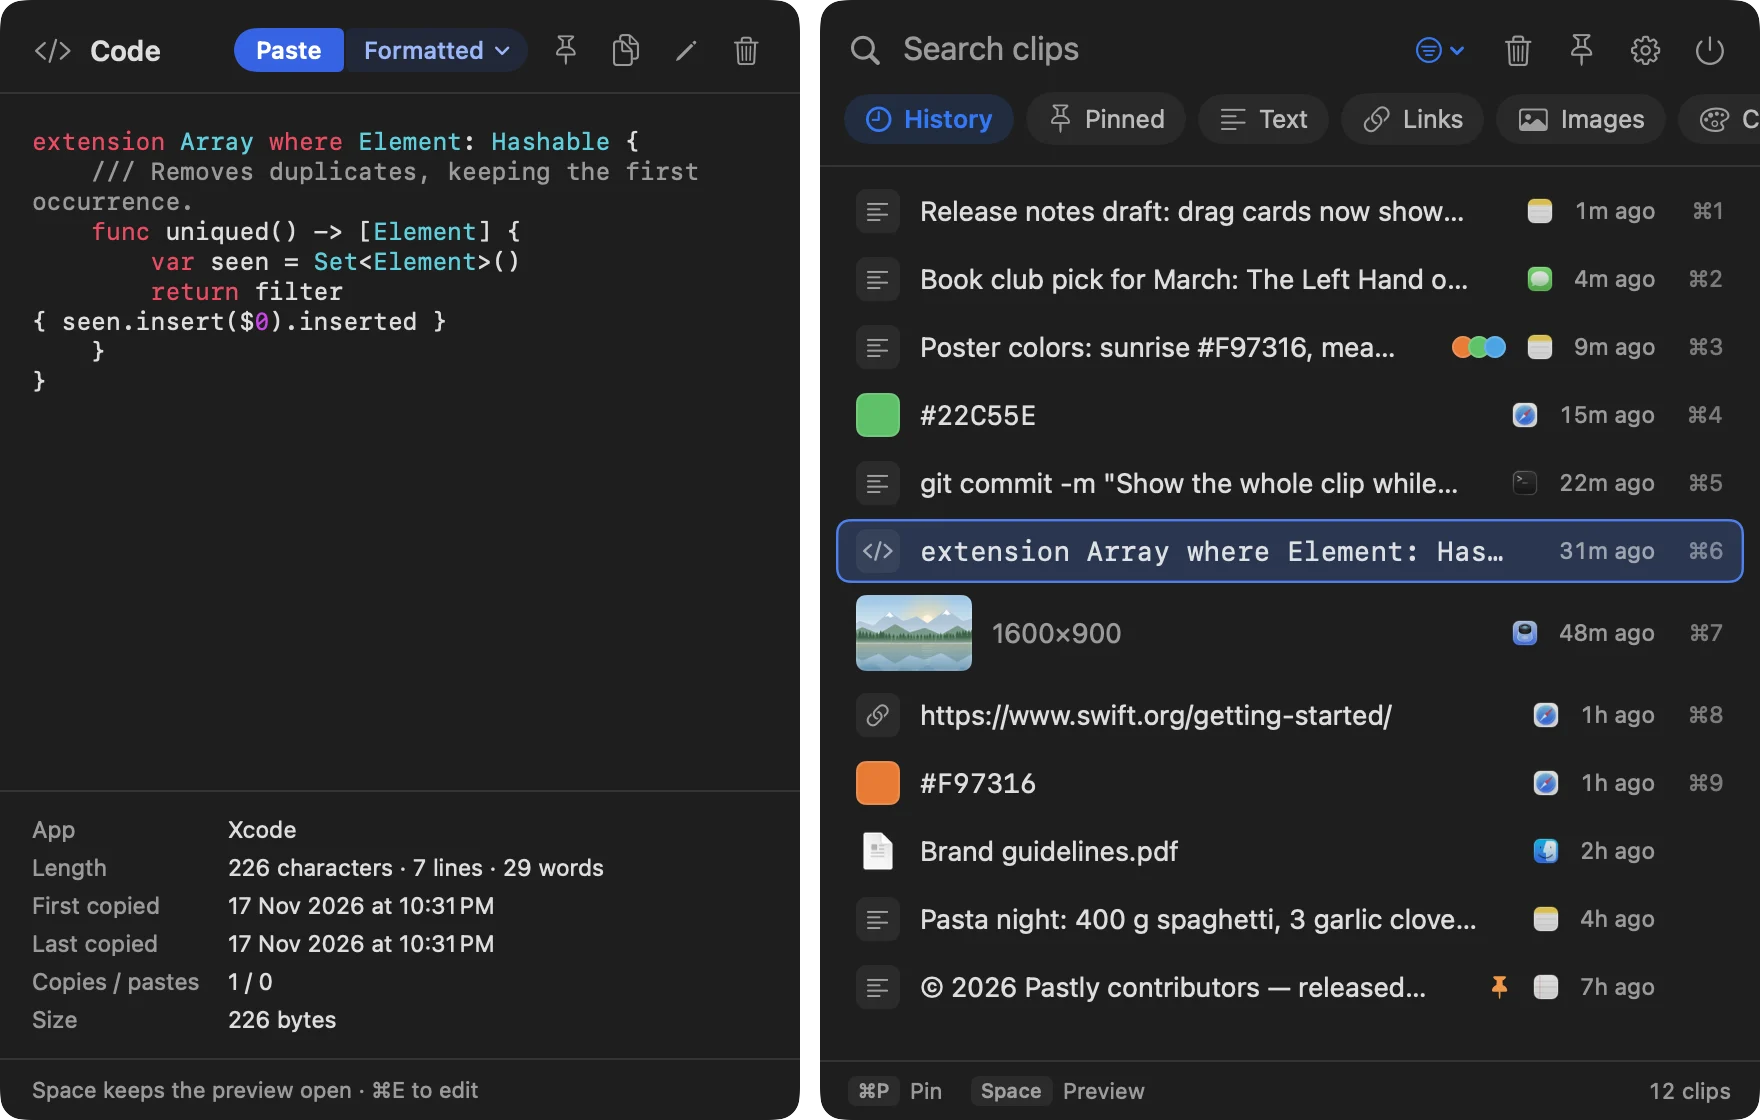 </> Code Paste Formatted
extension Array where Element: Hashable {
/// Removes duplicates, keeping the first
occurrence.
func uniqued() -> [Element] {
var seen = Set<Element>()
return filter
{ seen.insert($0).inserted }
}
}
App Xcode
Length 226 characters · 7 lines · 29 words
First copied 17 Nov 2026 at 10:31 PM
Last copied 17 Nov 2026 at 10:31 PM
Copies / pastes 1 / 0
Size 226 bytes
Space keeps the preview open · ⌘E to edit
Search clips
History Pinned Text Links Images C
Release notes draft: drag cards now show... 1m ago ⌘1
Book club pick for March: The Left Hand o... 4m ago ⌘2
Poster colors: sunrise #F97316, mea... 9m ago ⌘3
#22C55E 15m ago ⌘4
git commit -m "Show the whole clip while... 22m ago ⌘5
</> extension Array where Element: Has... 31m ago ⌘6
1600×900 48m ago ⌘7
https://www.swift.org/getting-started/ 1h ago ⌘8
#F97316 1h ago ⌘9
Brand guidelines.pdf 2h ago
Pasta night: 400 g spaghetti, 3 garlic clove... 4h ago
© 2026 Pastly contributors — released... 7h ago
⌘P Pin Space Preview 12 clips